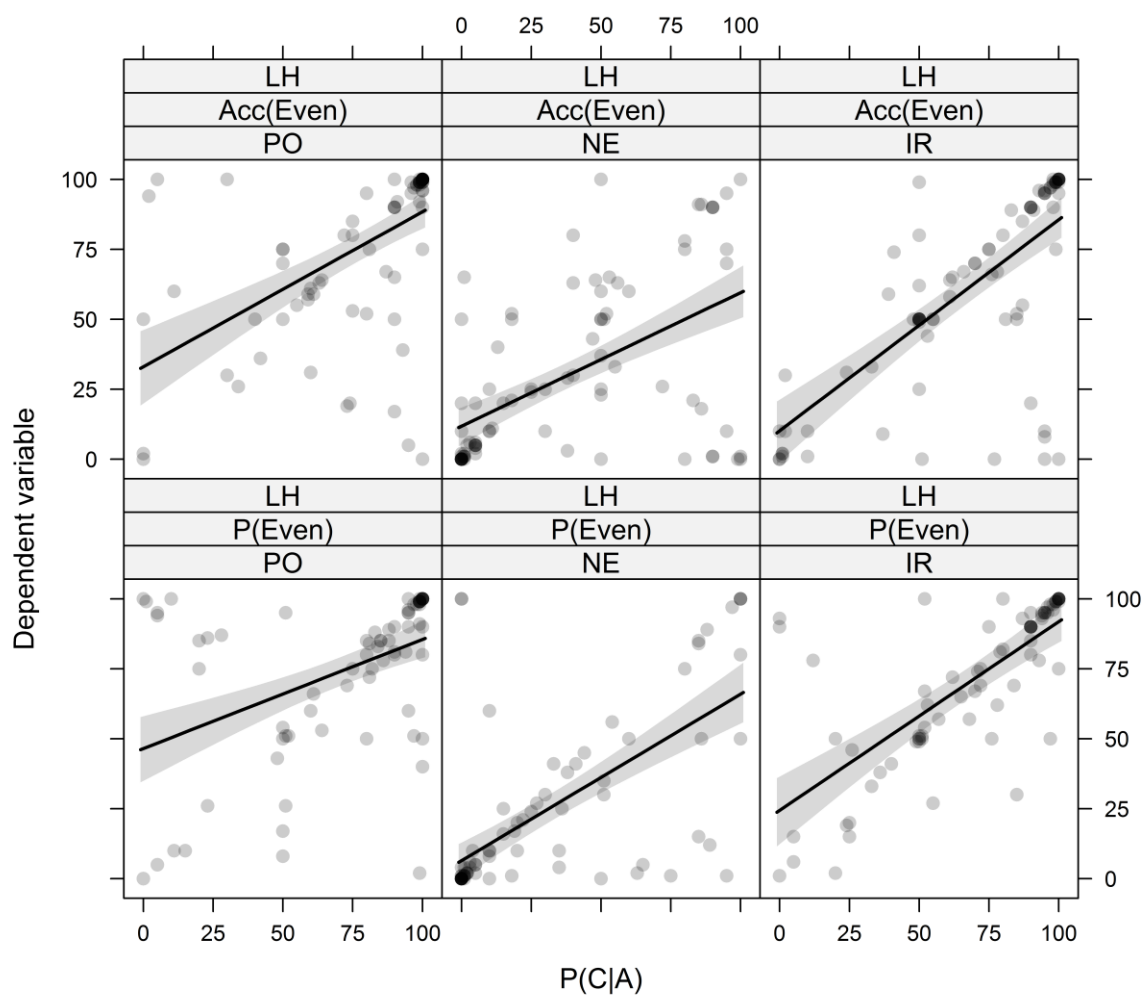 0 25 50 75 100
LH LH LH
Acc(Even) Acc(Even) Acc(Even)
PO NE IR
100
75
50
25
0
Dependent variable
LH LH LH
P(Even) P(Even) P(Even)
PO NE IR
100
75
50
25
0
0 25 50 75 100 0 25 50 75 100
P(C|A)